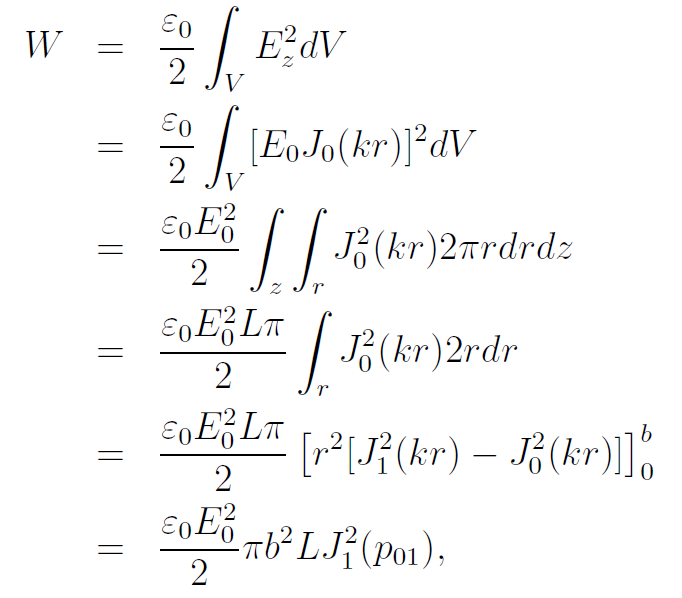 W = \frac{\varepsilon_0}{2} \int_V E_z^2 dV
= \frac{\varepsilon_0}{2} \int_V [E_0 J_0(kr)]^2 dV
= \frac{\varepsilon_0 E_0^2}{2} \int_z \int_r J_0^2(kr) 2\pi r dr dz
= \frac{\varepsilon_0 E_0^2 L\pi}{2} \int_r J_0^2(kr) 2r dr
= \frac{\varepsilon_0 E_0^2 L\pi}{2} \left[ r^2 [J_1^2(kr) - J_0^2(kr)] \right]_0^b
= \frac{\varepsilon_0 E_0^2}{2} \pi b^2 L J_1^2(p_{01}),